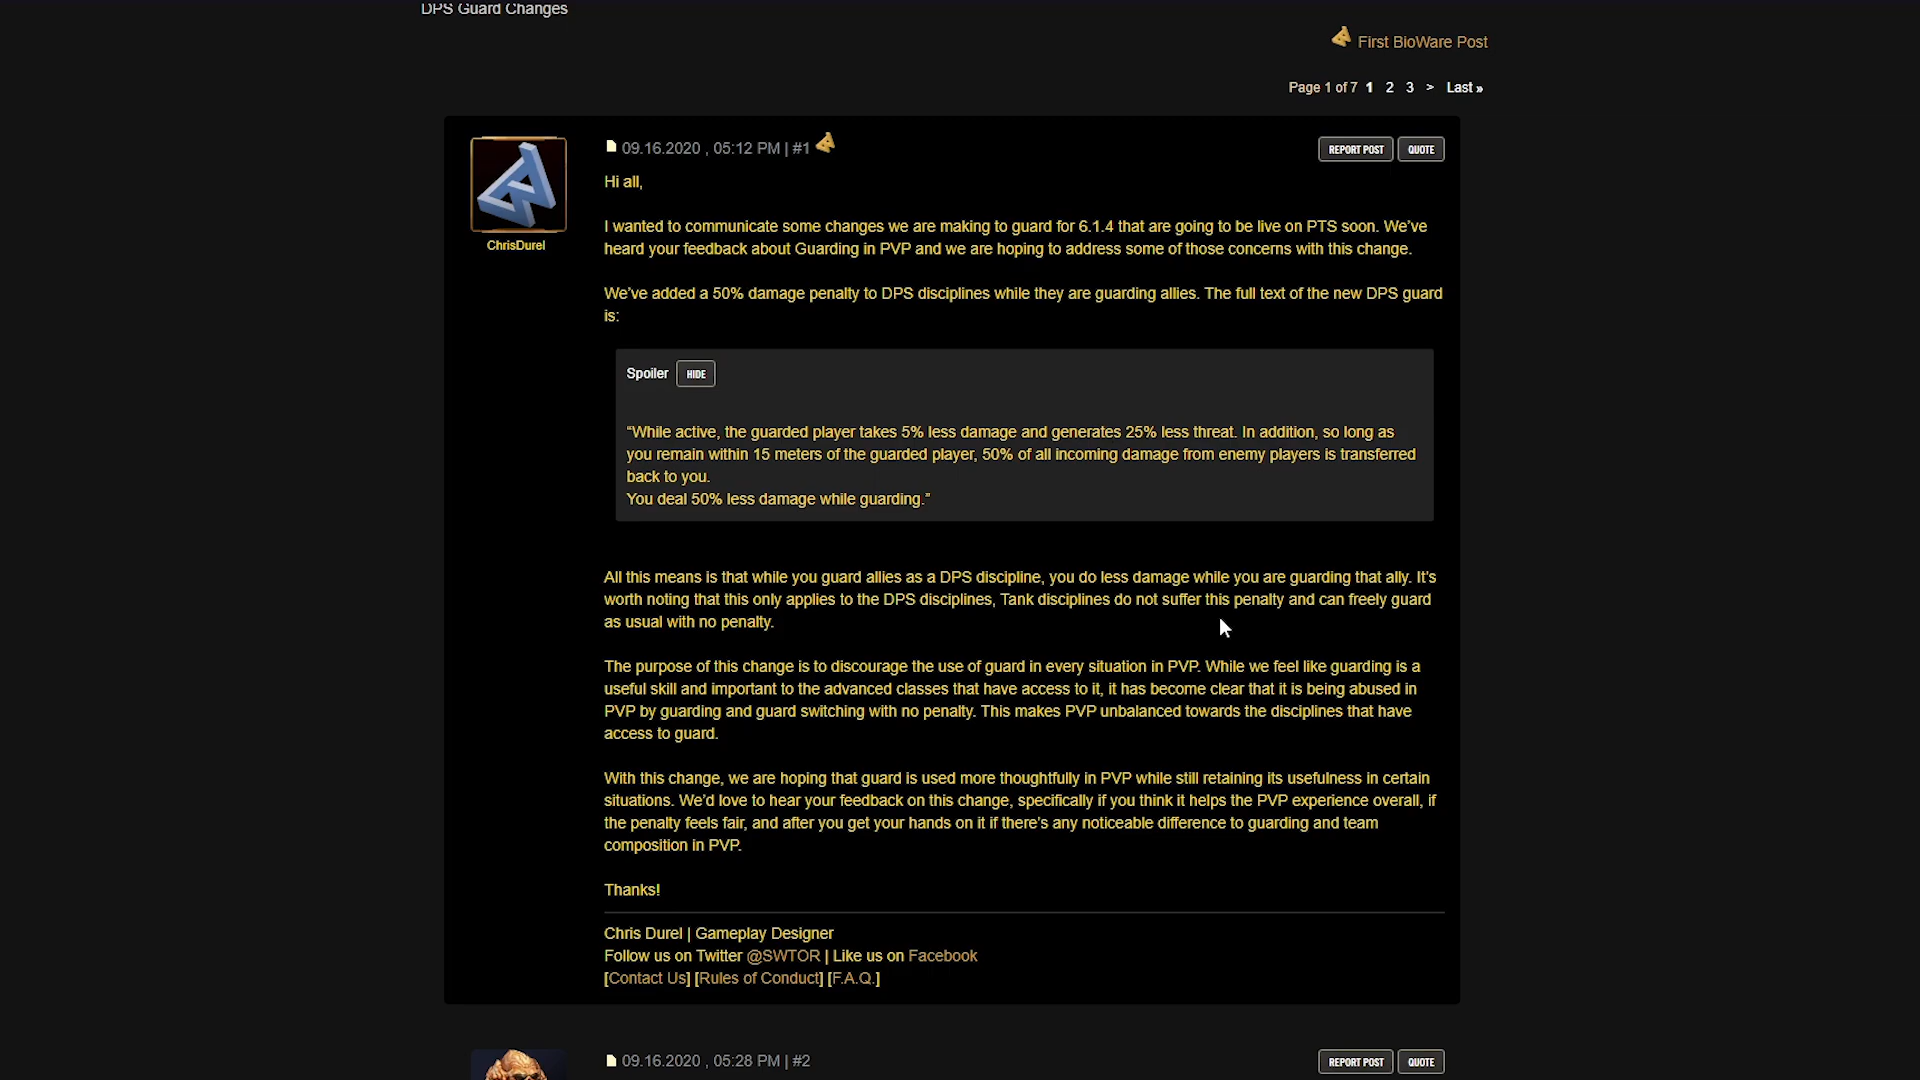 DPS Guard Changes
First BioWare Post
Page 1 of 7 1 2 3 > Last »
09.16.2020 , 05:12 PM | #1
REPORT POST QUOTE
ChrisDurel
Hi all,
I wanted to communicate some changes we are making to guard for 6.1.4 that are going to be live on PTS soon. We've
heard your feedback about Guarding in PVP and we are hoping to address some of those concerns with this change.
We've added a 50% damage penalty to DPS disciplines while they are guarding allies. The full text of the new DPS guard
is:
Spoiler HIDE
“While active, the guarded player takes 5% less damage and generates 25% less threat. In addition, so long as
you remain within 15 meters of the guarded player, 50% of all incoming damage from enemy players is transferred
back to you.
You deal 50% less damage while guarding.”
All this means is that while you guard allies as a DPS discipline, you do less damage while you are guarding that ally. It's
worth noting that this only applies to the DPS disciplines, Tank disciplines do not suffer this penalty and can freely guard
as usual with no penalty.
The purpose of this change is to discourage the use of guard in every situation in PVP. While we feel like guarding is a
useful skill and important to the advanced classes that have access to it, it has become clear that it is being abused in
PVP by guarding and guard switching with no penalty. This makes PVP unbalanced towards the disciplines that have
access to guard.
With this change, we are hoping that guard is used more thoughtfully in PVP while still retaining its usefulness in certain
situations. We'd love to hear your feedback on this change, specifically if you think it helps the PVP experience overall, if
the penalty feels fair, and after you get your hands on it if there's any noticeable difference to guarding and team
composition in PVP.
Thanks!
Chris Durel | Gameplay Designer
Follow us on Twitter @SWTOR | Like us on Facebook
[Contact Us] [Rules of Conduct] [F.A.Q.]
09.16.2020 , 05:28 PM | #2
REPORT POST QUOTE